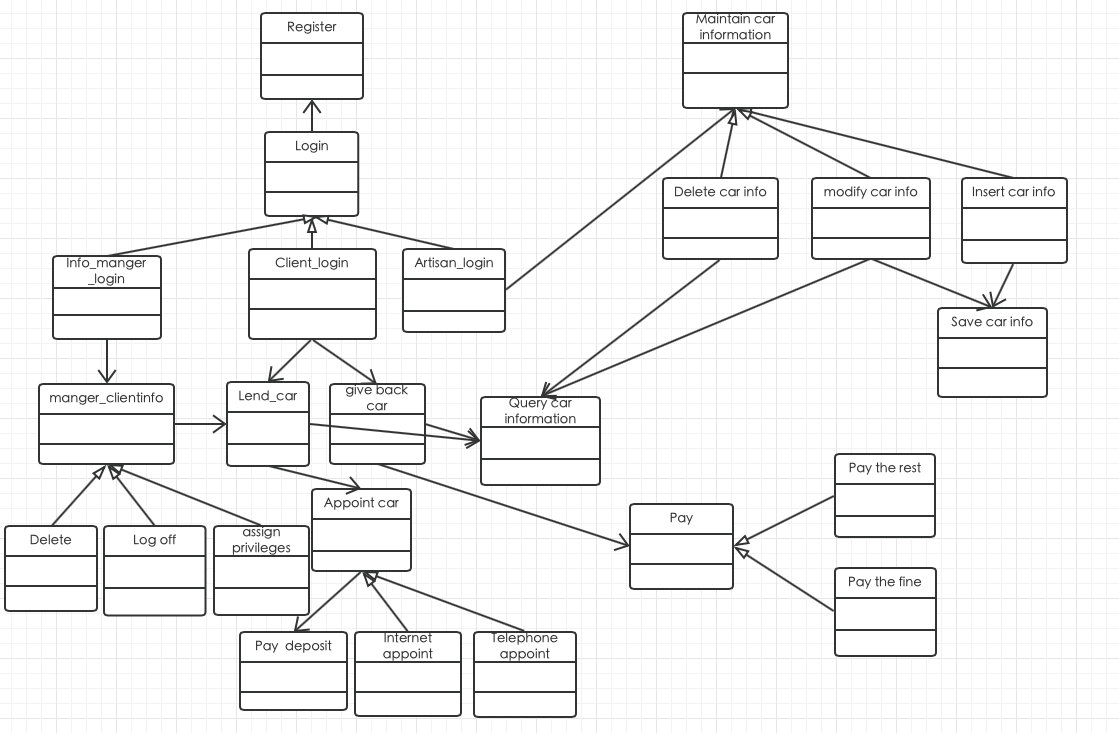 Register
Maintain car
information
Login
Delete car info
modify car info
Insert car info
Info_manger
_login
Client_login
Artisan_login
Save car info
manger_clientinfo
Lend_car
give back
car
Query car
information
Pay the rest
Appoint car
Pay
Delete
Log off
assign
privileges
Pay the fine
Pay  deposit
Internet
appoint
Telephone
appoint